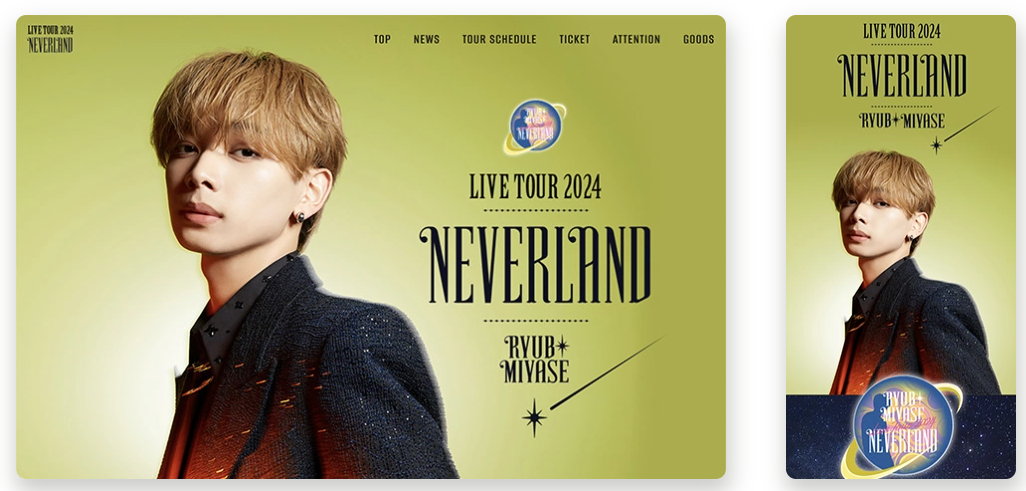 LIVE TOUR 2024
NEVERLAND
TOP NEWS TOUR SCHEDULE TICKET ATTENTION GOODS
RYUB
MIYASE
NEVERLAND
LIVE TOUR 2024
NEVERLAND
RYUB
MIYASE
LIVE TOUR 2024
NEVERLAND
RYUB MIYASE
RYUB
MIYASE
NEVERLAND